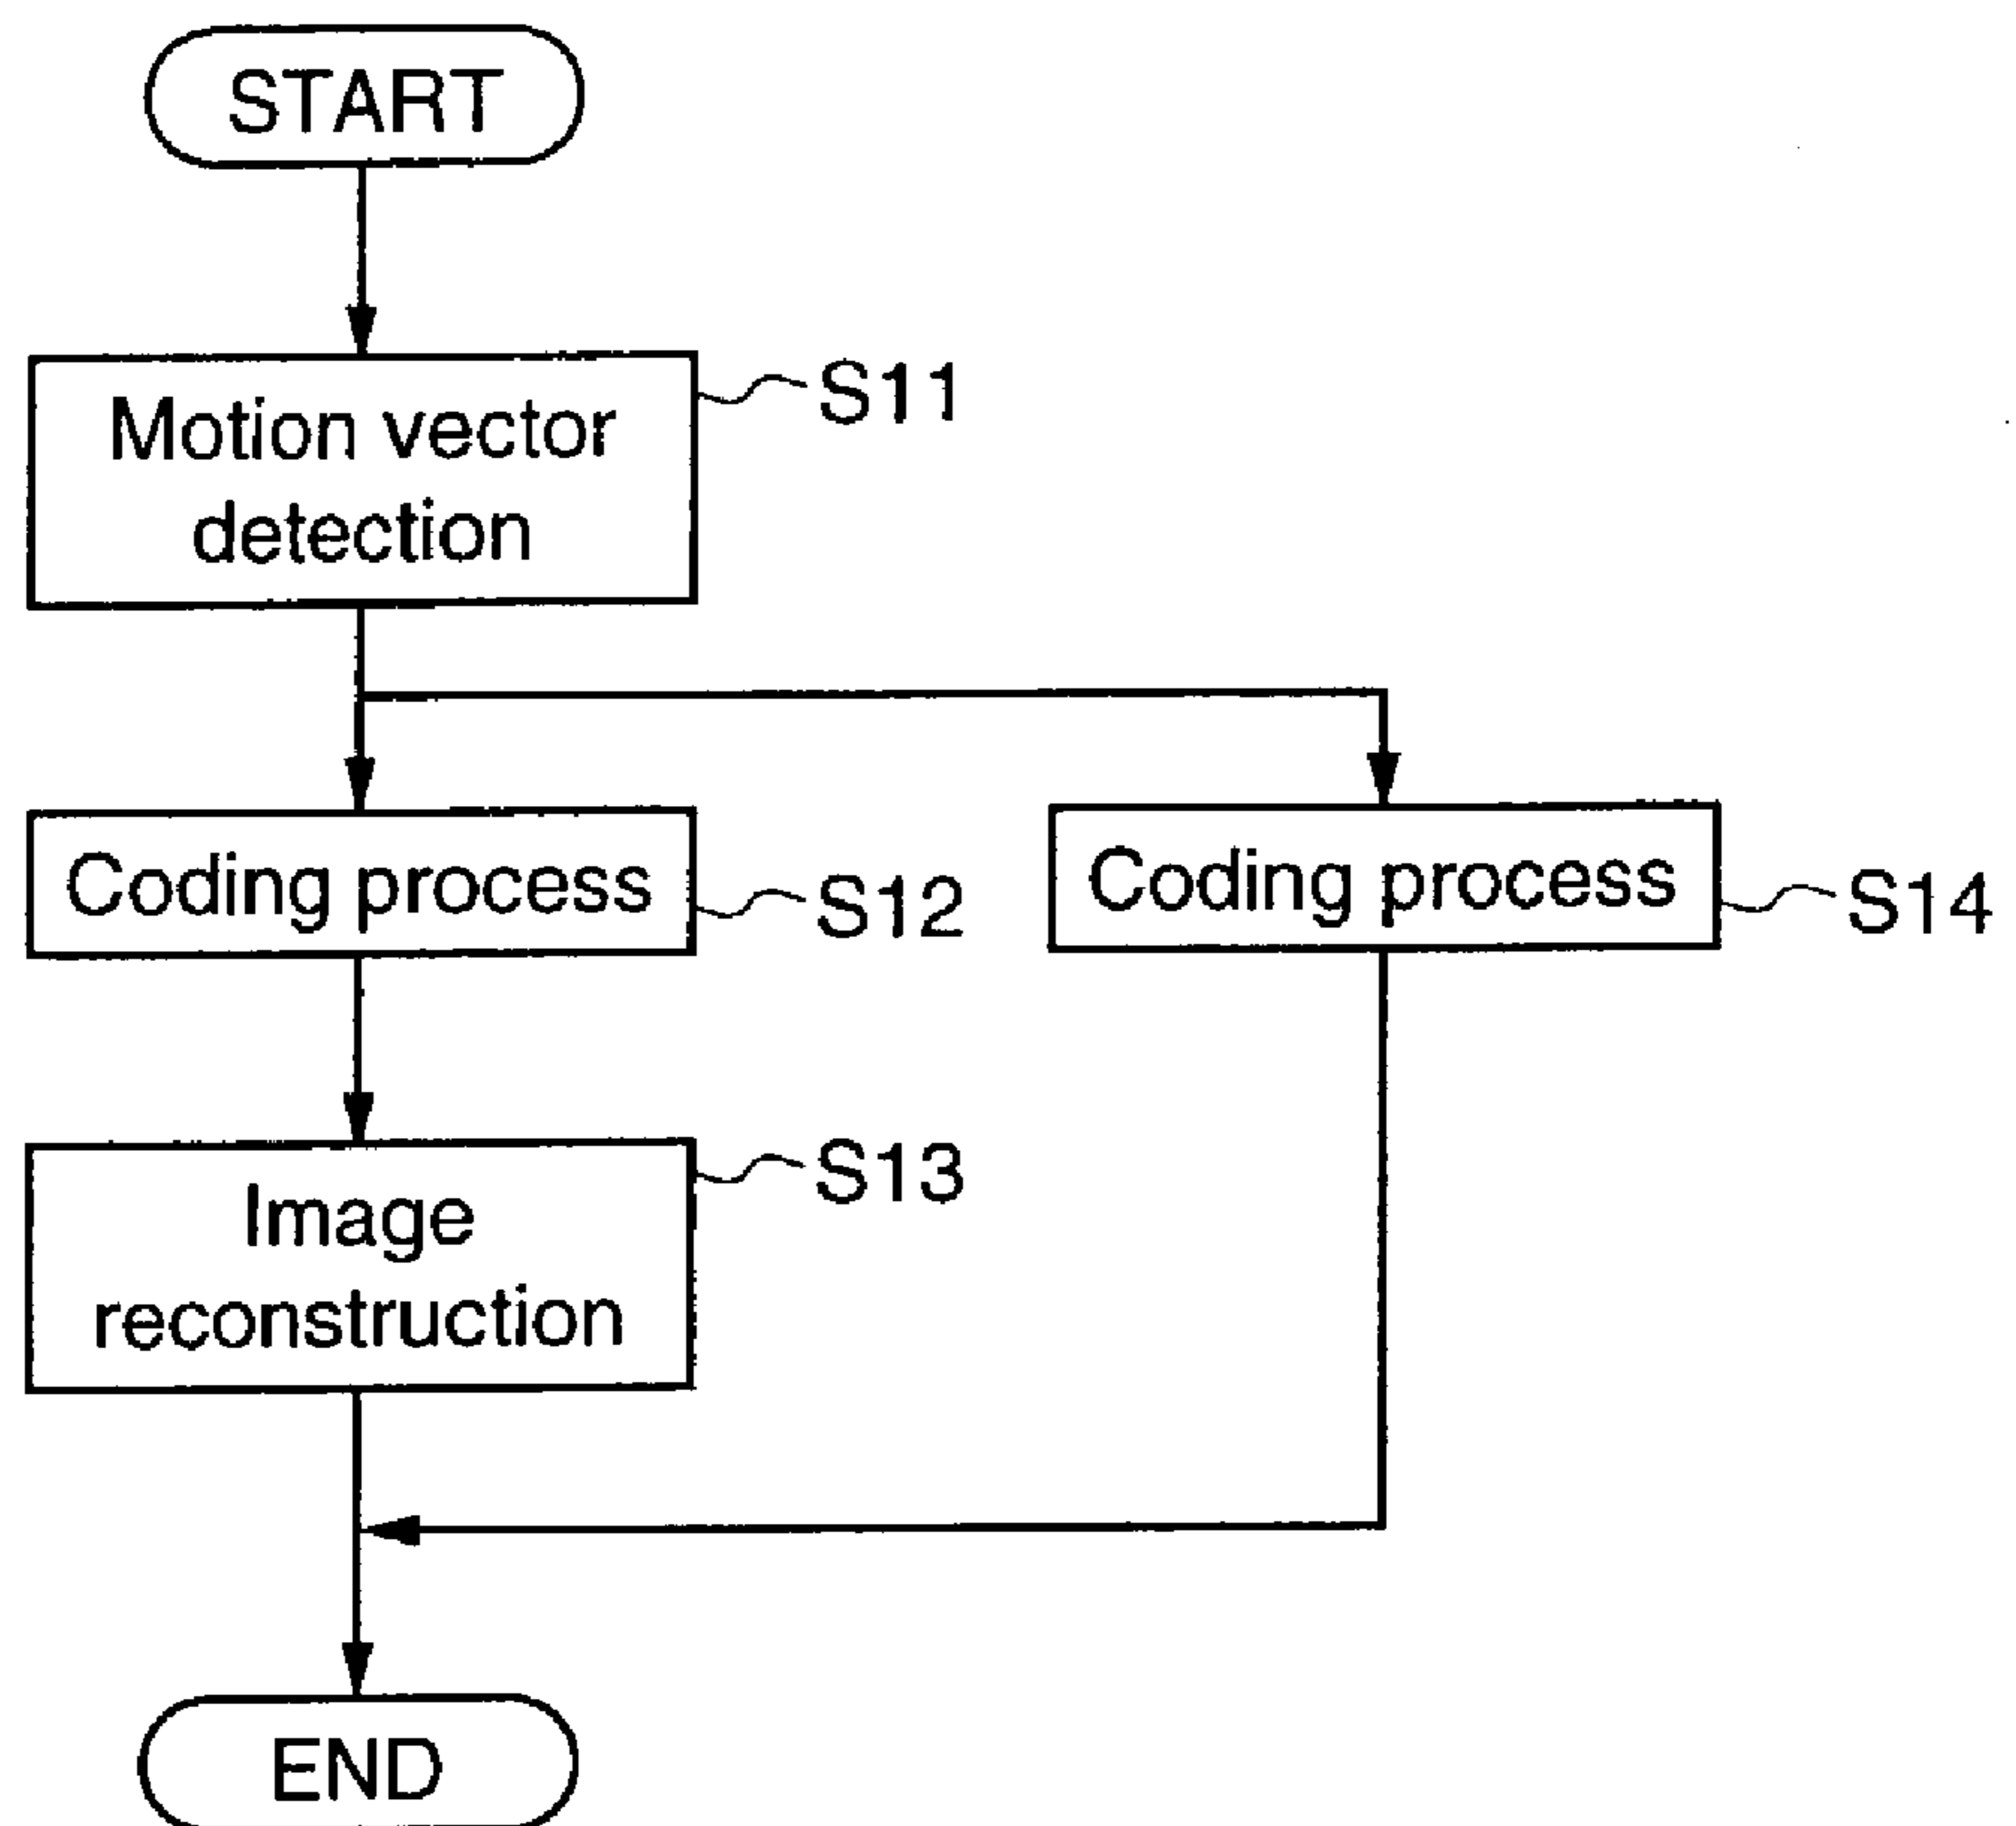 START
Motion vector
detection
S11
Coding process
S12
Coding process
S14
Image
reconstruction
S13
END